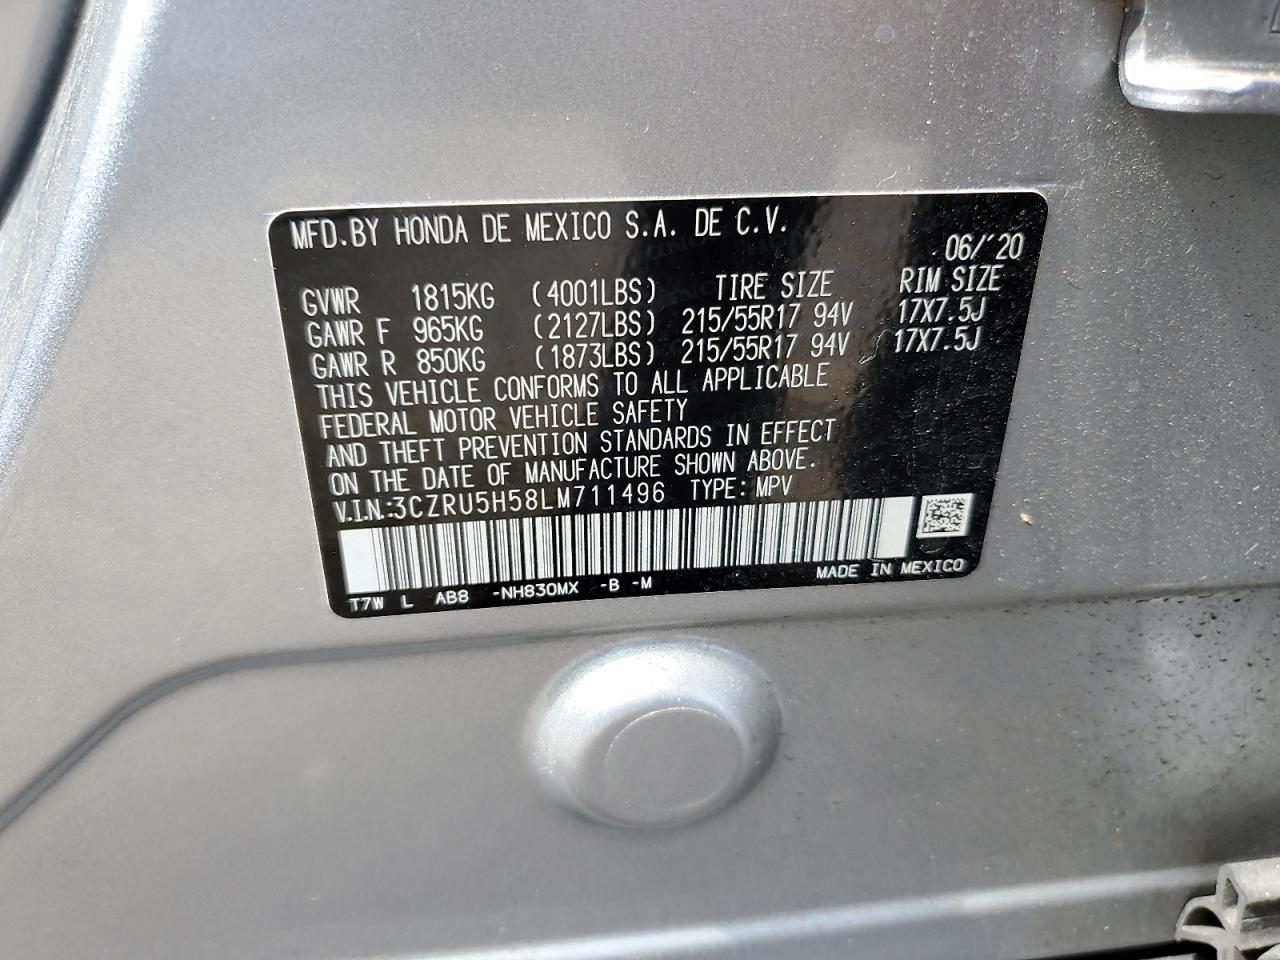 MFD.BY HONDA DE MEXICO S.A. DE C.V.
06/'20
GVWR 1815KG (4001LBS) TIRE SIZE RIM SIZE
GAWR F 965KG (2127LBS) 215/55R17 94V 17X7.5J
GAWR R 850KG (1873LBS) 215/55R17 94V 17X7.5J
THIS VEHICLE CONFORMS TO ALL APPLICABLE
FEDERAL MOTOR VEHICLE SAFETY
AND THEFT PREVENTION STANDARDS IN EFFECT
ON THE DATE OF MANUFACTURE SHOWN ABOVE.
V.I.N.:3CZRU5H58LM711496 TYPE: MPV
T7W L AB8 -NH830MX -B -M MADE IN MEXICO